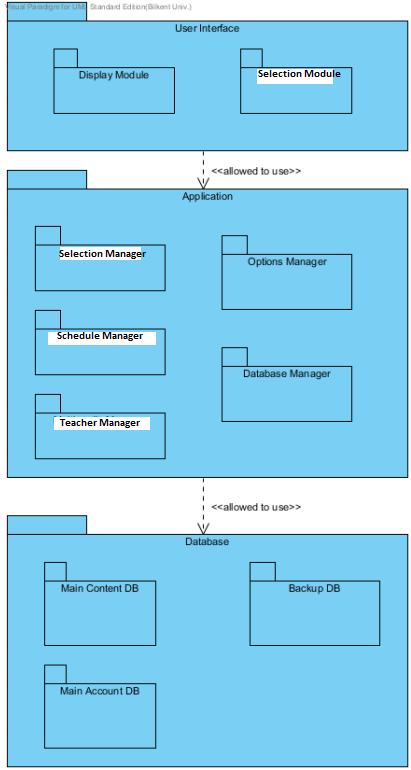 Visual Paradigm for UML Standard Edition(Bilkent Univ.)
User Interface
Display Module
Selection Module
<<allowed to use>>
Application
Selection Manager
Options Manager
Schedule Manager
Database Manager
Teacher Manager
<<allowed to use>>
Database
Main Content DB
Backup DB
Main Account DB